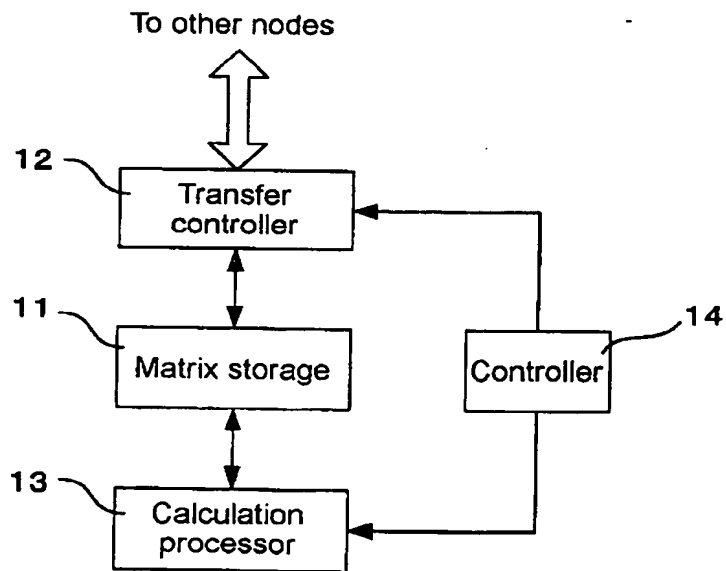 To other nodes
12
Transfer
controller
11
Matrix storage
14
Controller
13
Calculation
processor